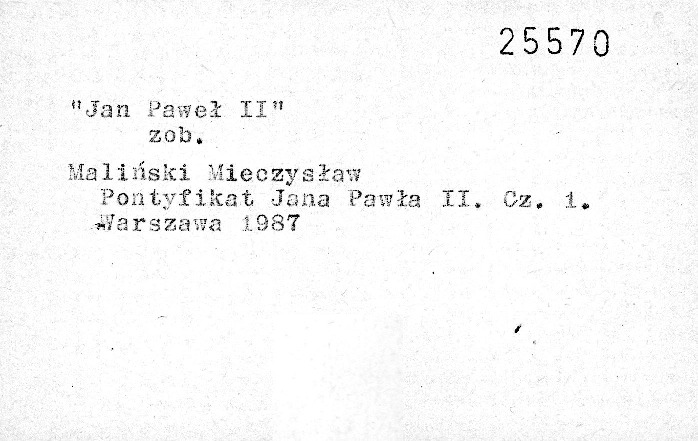 25570
"Jan Paweł II"
zob.
Maliński Mieczysław
Pontyfikat Jana Pawła II. Cz. 1.
Warszawa 1987